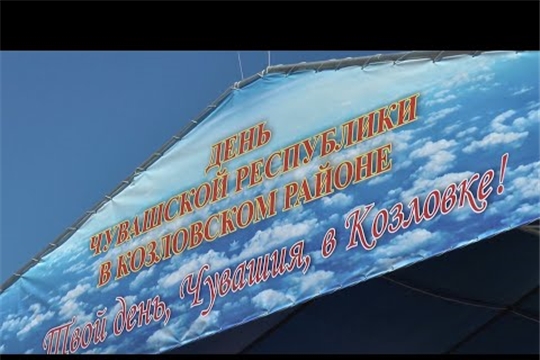 ДЕНЬ
ЧУВАШСКОЙ РЕСПУБЛИКИ
В КОЗЛОВСКОМ РАЙОНЕ
Твой день, Чувашия, в Козловке!